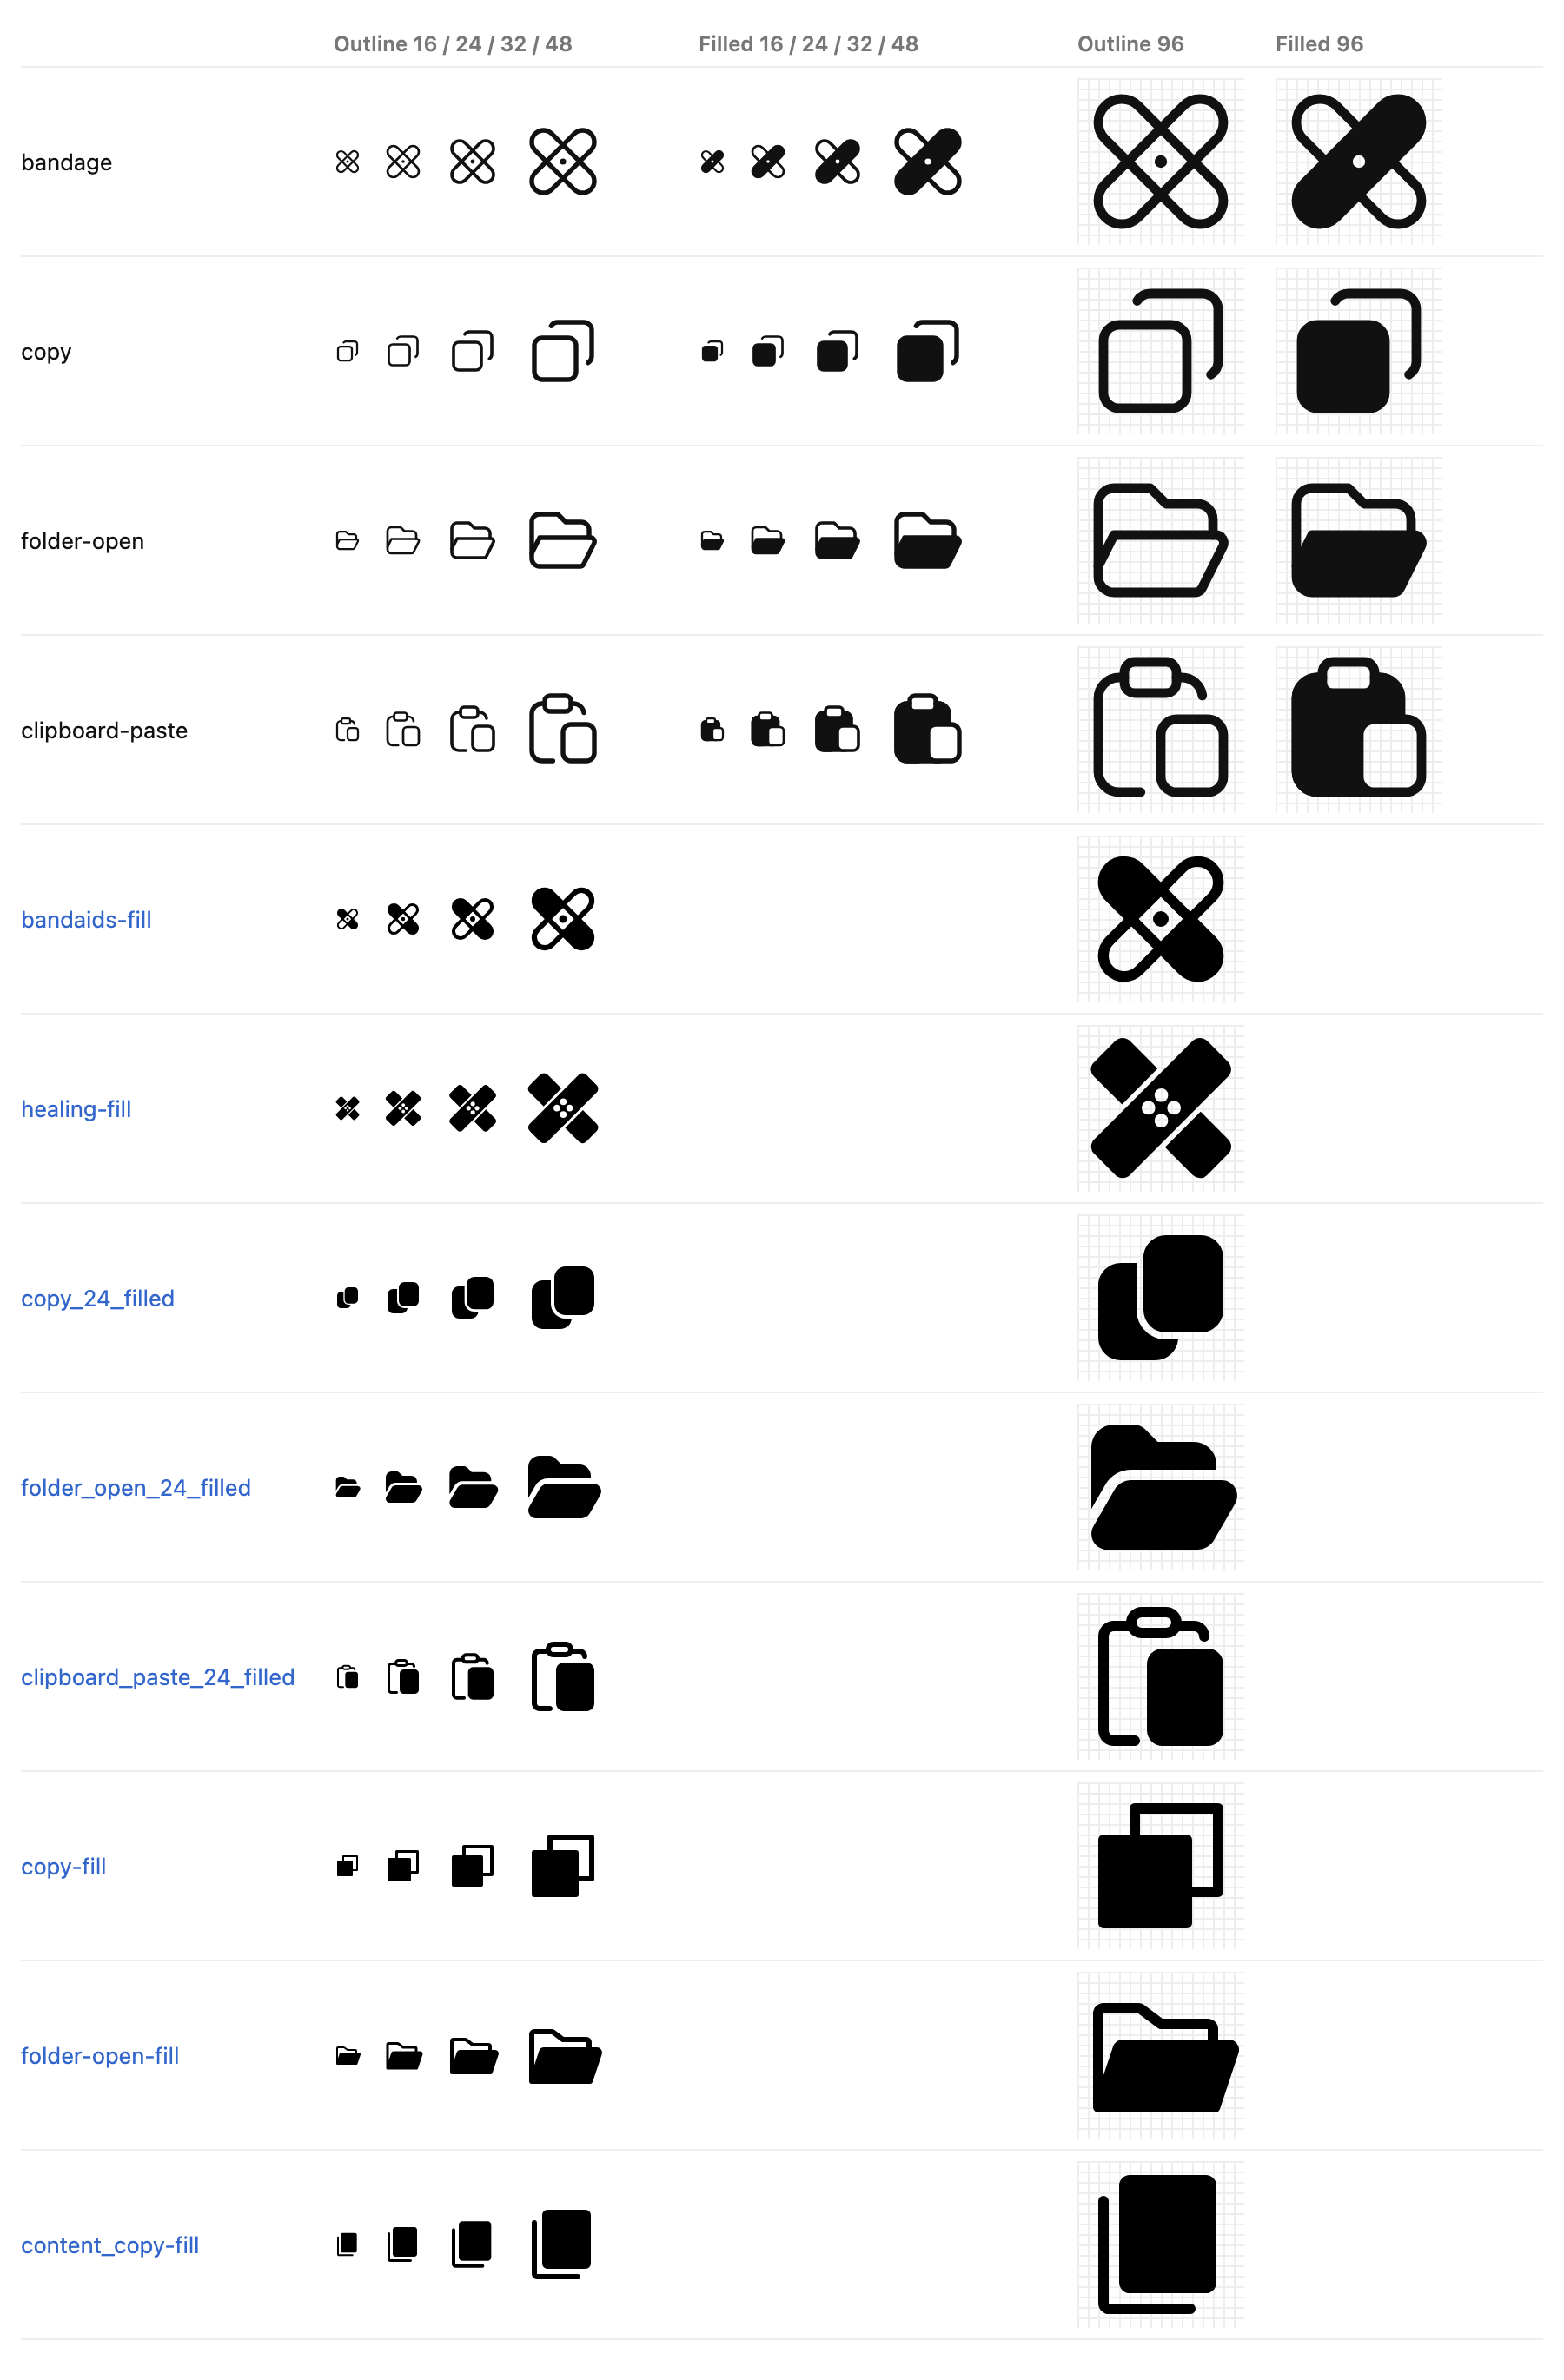 Outline 16 / 24 / 32 / 48 Filled 16 / 24 / 32 / 48 Outline 96 Filled 96
bandage
copy
folder-open
clipboard-paste
bandaids-fill
healing-fill
copy_24_filled
folder_open_24_filled
clipboard_paste_24_filled
copy-fill
folder-open-fill
content_copy-fill